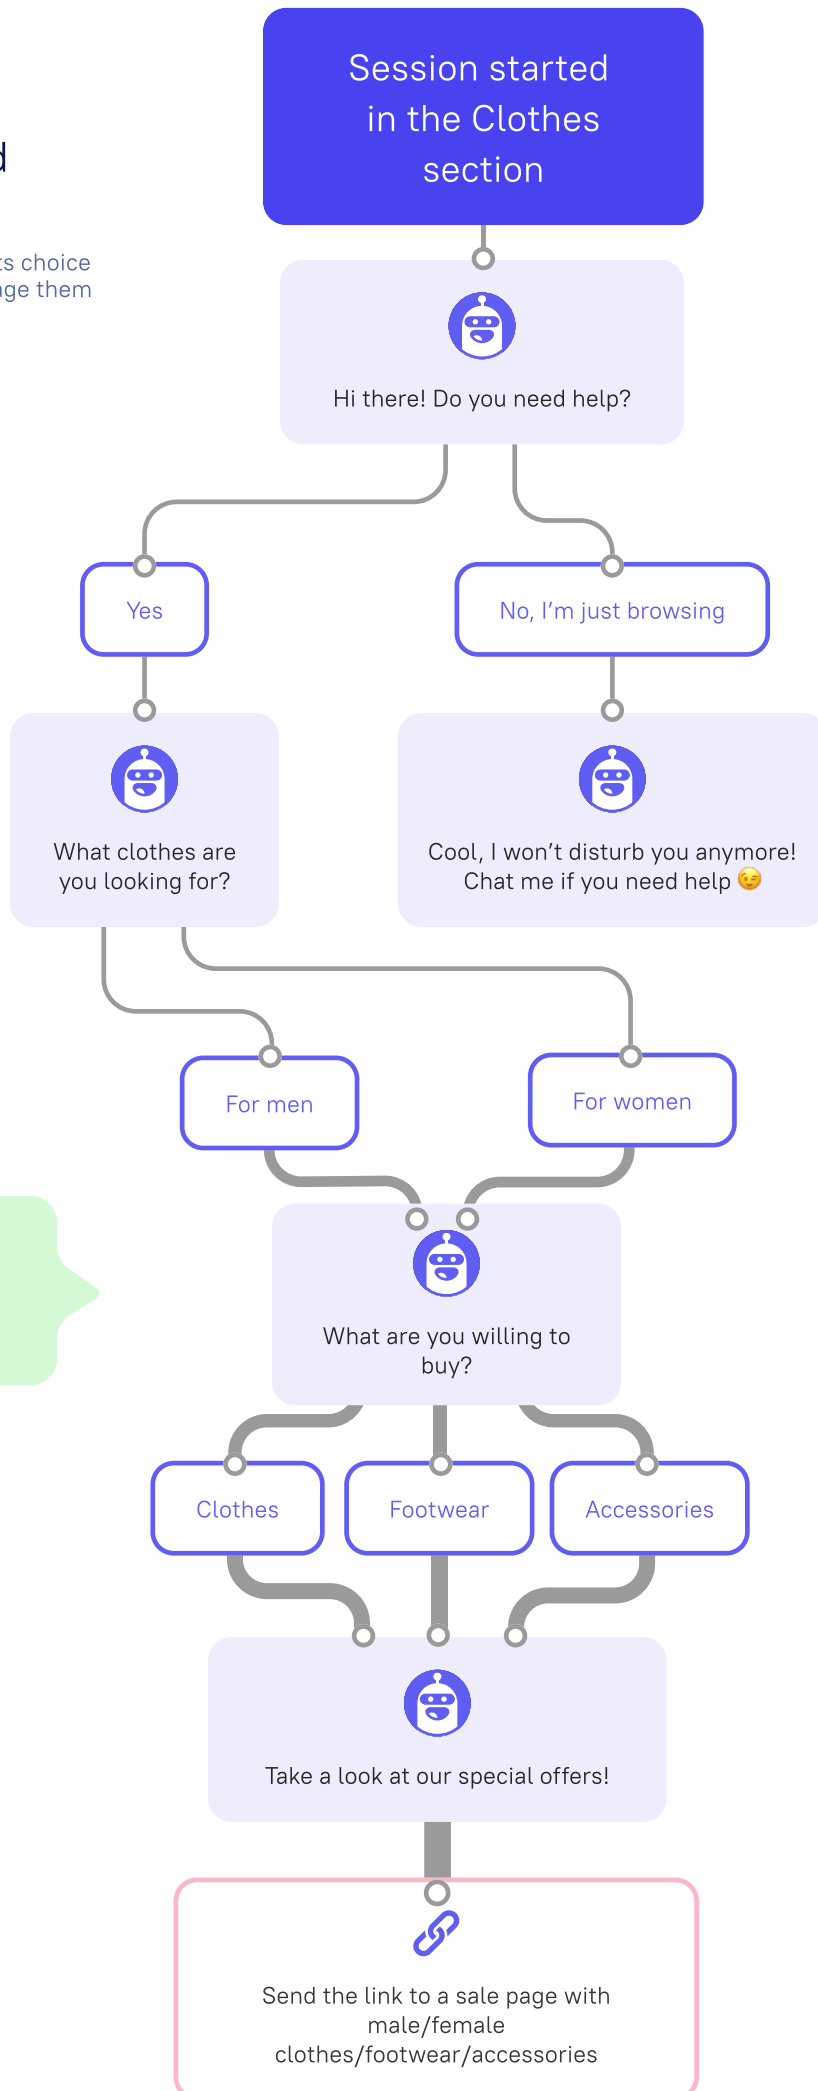 Session started
in the Clothes
section
ts choice
them
Hi there! Do you need help?
Yes
No, I’m just browsing
What clothes are
you looking for?
Cool, I won’t disturb you anymore!
Chat me if you need help 😉
For men
For women
What are you willing to
buy?
Clothes
Footwear
Accessories
Take a look at our special offers!
Send the link to a sale page with
male/female
clothes/footwear/accessories